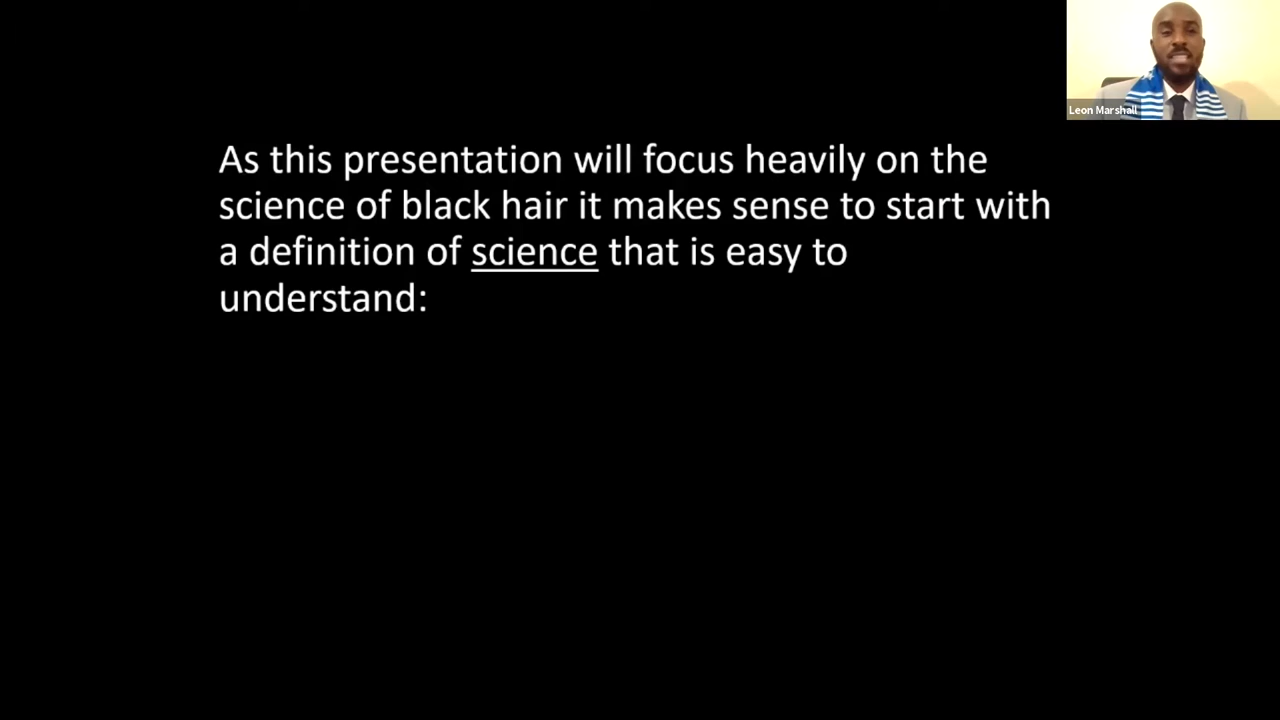 Leon Marshall
As this presentation will focus heavily on the
science of black hair it makes sense to start with
a definition of science that is easy to
understand: